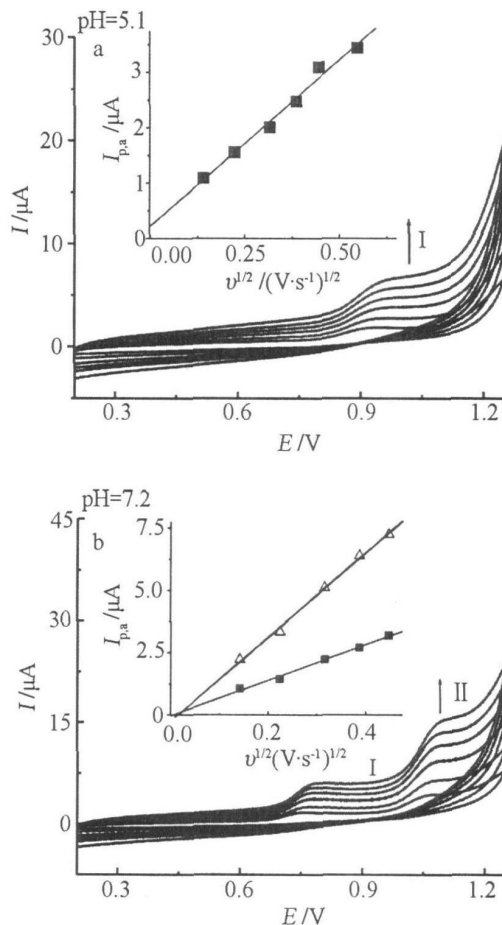 pH=5.1
a
30
20
10
0
I /μA
3
2
1
0
5.1
I_p,a /μA
0.00 0.25 0.50
υ^1/2 /(V·s^-1)^1/2
I
0.3 0.6 0.9 1.2
E /V
pH=7.2
b
45
30
15
0
I /μA
7.5
5.0
2.5
0
I_p,a /μA
0.0 0.2 0.4
υ^1/2(V·s^-1)^1/2
I
II
0.3 0.6 0.9 1.2
E /V